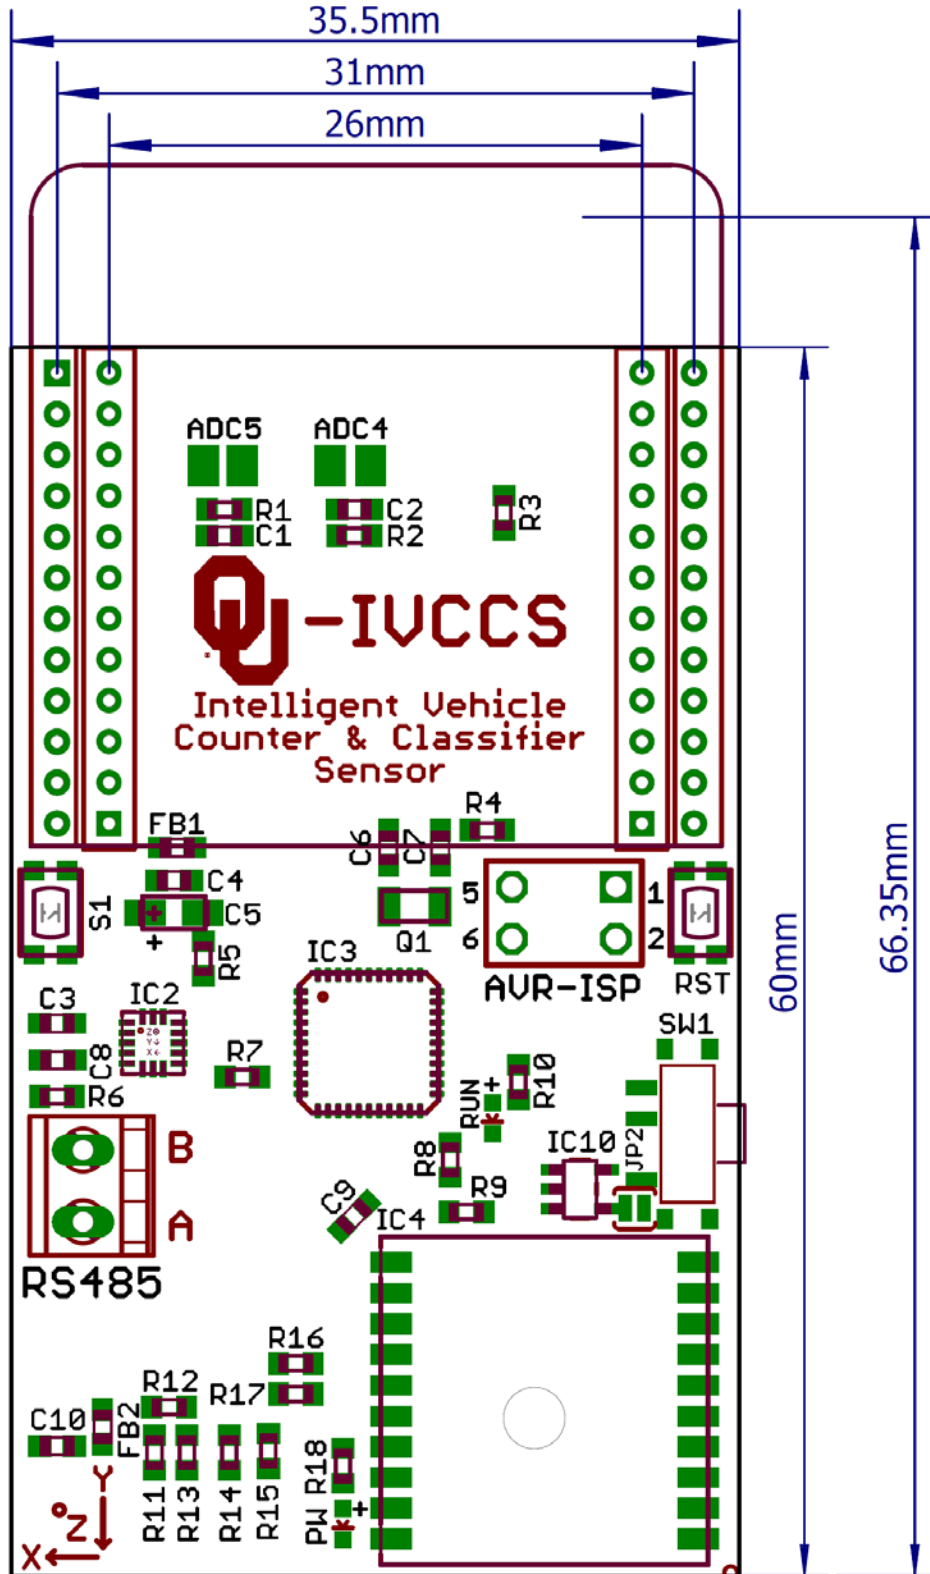 35.5mm
31mm
26mm
ADC5 ADC4
R1 C2 R3
C1 R2
OU-IVCCS
Intelligent Vehicle
Counter & Classifier
Sensor
R4
FB1 C6 C7
C4
S1 + C5 5 1
+ Q1 6 2
R5 IC3 AVR-ISP RST
C3 IC2 SW1
Z
Y
X
C8 R7 R10
R6 RUN +
B R8 IC10 JP2
A C9 R9
IC4
RS485
60mm
66.35mm
R16
R12 R17
C10 FB2
R11 R13 R14 R15 R18
PW +
Y
Z
X